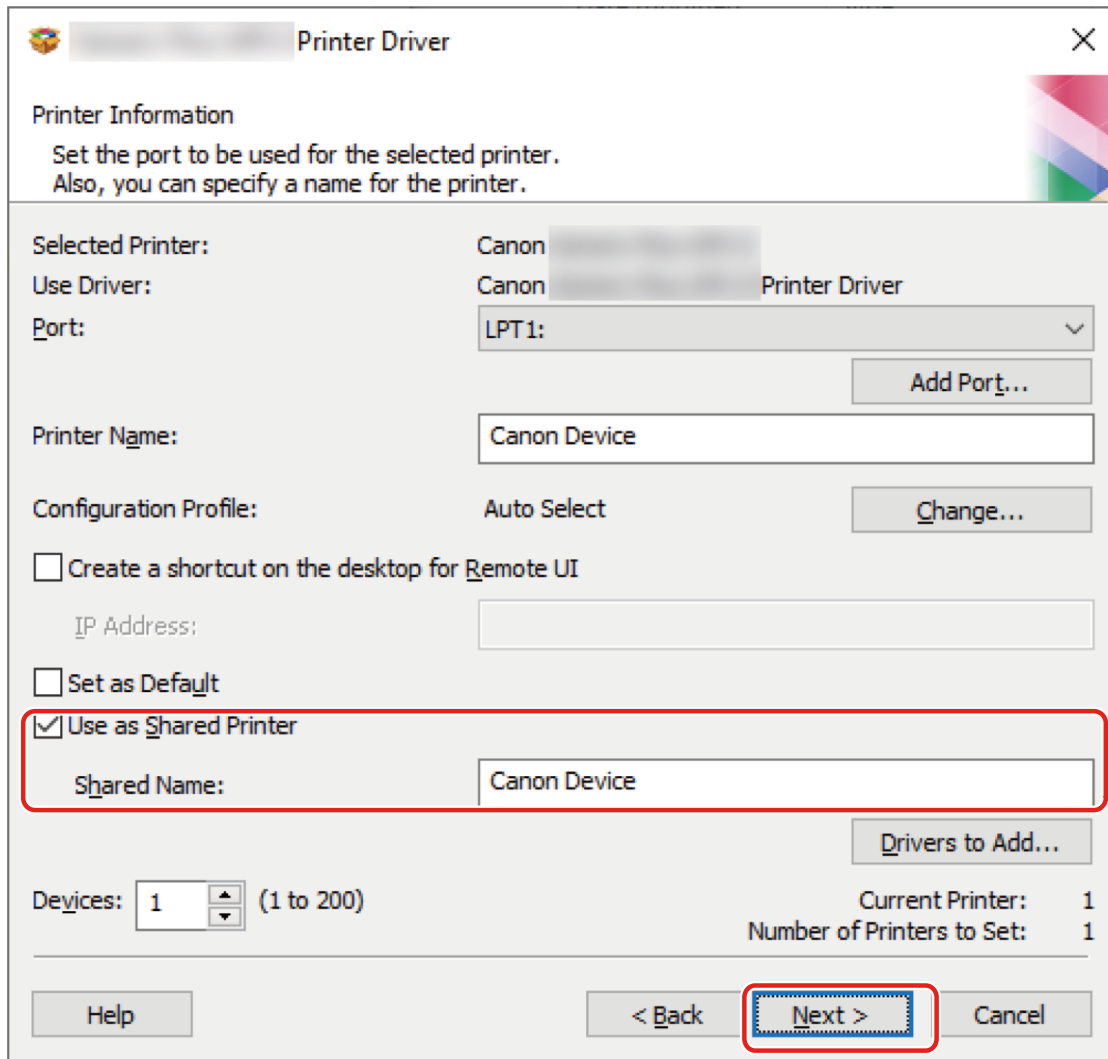 Printer Driver
Printer Information
Set the port to be used for the selected printer.
Also, you can specify a name for the printer.
Selected Printer: Canon
Use Driver: Canon Printer Driver
Port: LPT1:
Add Port...
Printer Name: Canon Device
Configuration Profile: Auto Select Change...
Create a shortcut on the desktop for Remote UI
IP Address:
Set as Default
Use as Shared Printer
Shared Name: Canon Device
Drivers to Add...
Devices: 1 (1 to 200) Current Printer: 1
Number of Printers to Set: 1
Help < Back Next > Cancel